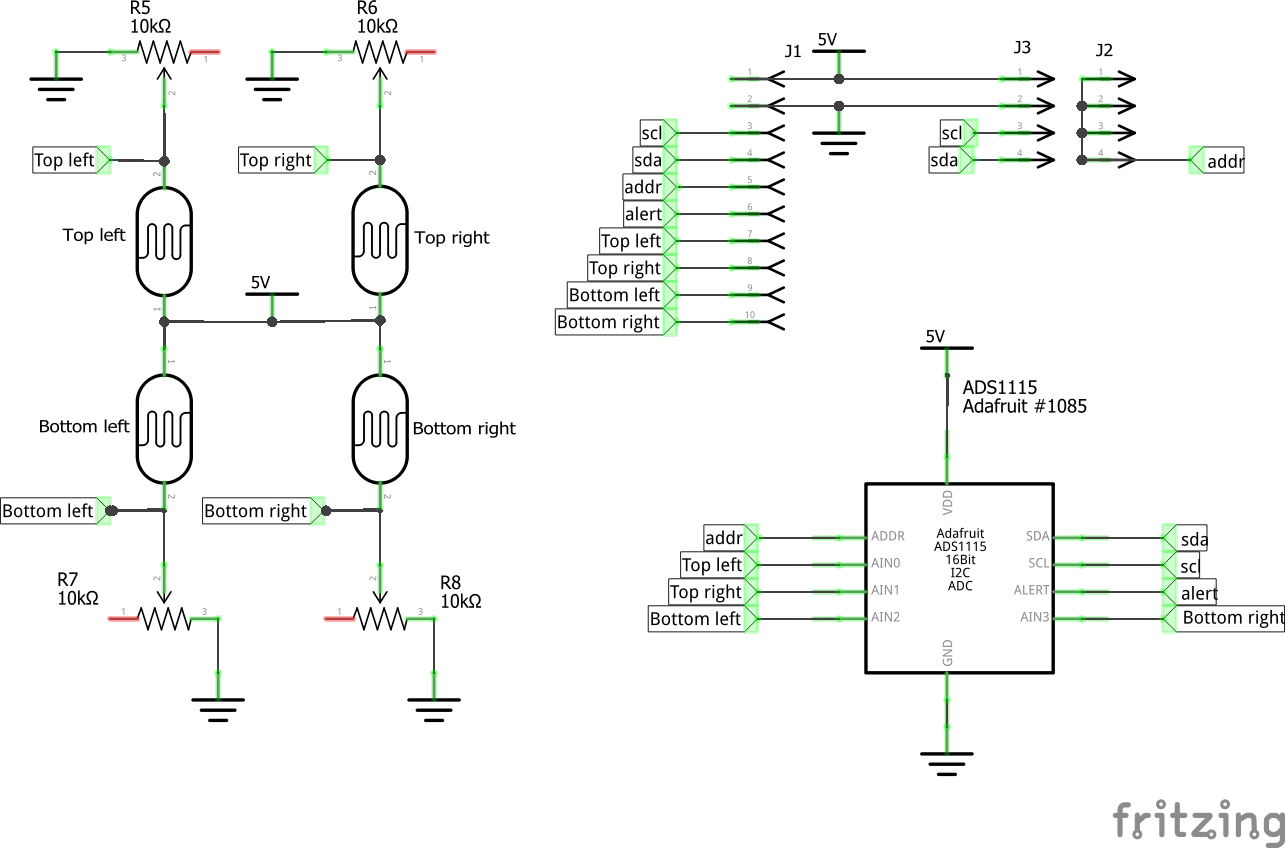 R5
10kΩ
3
1
2
R6
10kΩ
3
1
2
Top left
2
Top left
1
Top right
2
Top right
1
5V
1
Bottom left
2
Bottom left
1
Bottom right
2
Bottom right
R7
10kΩ
2
1
3
R8
10kΩ
2
1
3
J1
5V
J3
J2
1
2
scl
3
sda
4
addr
5
alert
6
Top left
7
Top right
8
Bottom left
9
Bottom right
10
1
2
scl
3
sda
4
1
2
3
4
addr
5V
ADS1115
Adafruit #1085
VDD
Adafruit
ADS1115
16Bit
I2C
ADC
addr
ADDR
Top left
AIN0
Top right
AIN1
Bottom left
AIN2
SDA
sda
SCL
scl
ALERT
alert
AIN3
Bottom right
GND
fritzing